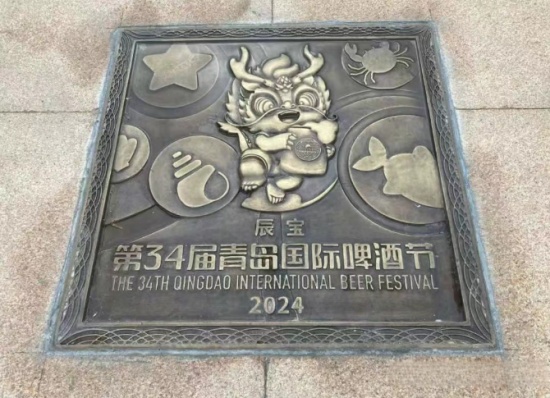 辰宝
第34届青岛国际啤酒节
THE 34TH QINGDAO INTERNATIONAL BEER FESTIVAL
2024